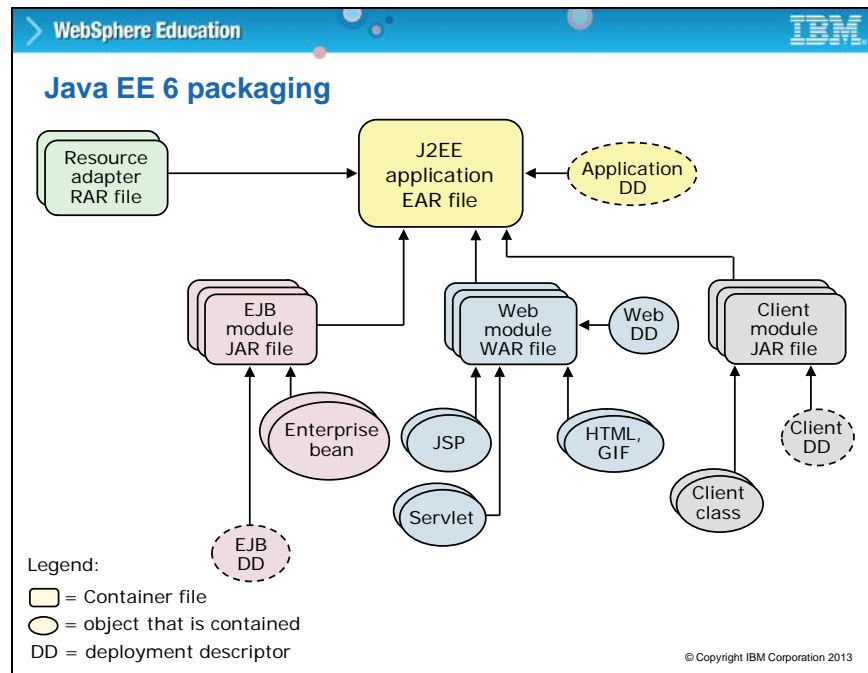 WebSphere Education
IBM
Java EE 6 packaging
Resource
adapter
RAR file
J2EE
application
EAR file
Application
DD
EJB
module
JAR file
Web
module
WAR file
Web
DD
Client
module
JAR file
Enterprise
bean
JSP
HTML,
GIF
Client
DD
Servlet
Client
class
EJB
DD
Legend:
= Container file
= object that is contained
DD = deployment descriptor
© Copyright IBM Corporation 2013